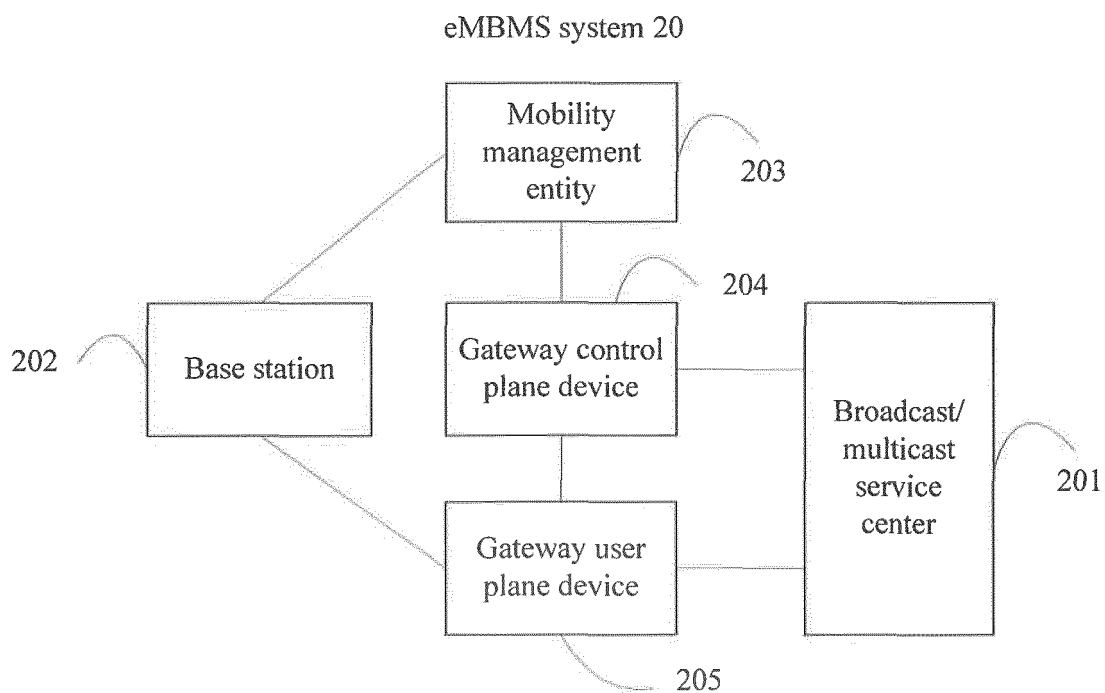 eMBMS system 20
Mobility
management
entity
203
204
202
Base station
Gateway control
plane device
Broadcast/
multicast
service
center
201
Gateway user
plane device
205